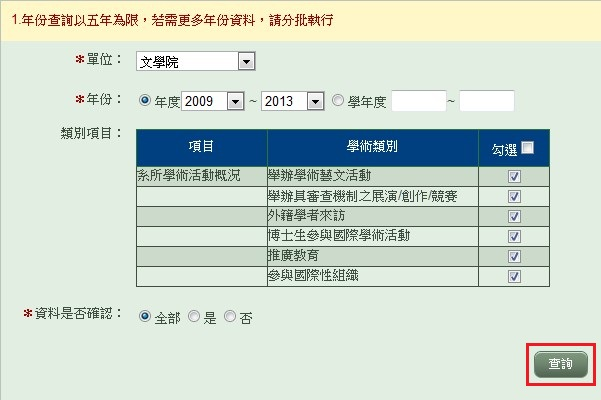 1.年份查詢以五年為限，若需更多年份資料，請分批執行
*單位： 文學院
*年份： 年度 2009 ~ 2013 學年度 ~
類別項目：
項目 學術類別 勾選
系所學術活動概況 舉辦學術藝文活動
舉辦具審查機制之展演/創作/競賽
外籍學者來訪
博士生參與國際學術活動
推廣教育
參與國際性組織
*資料是否確認： 全部 是 否
查詢